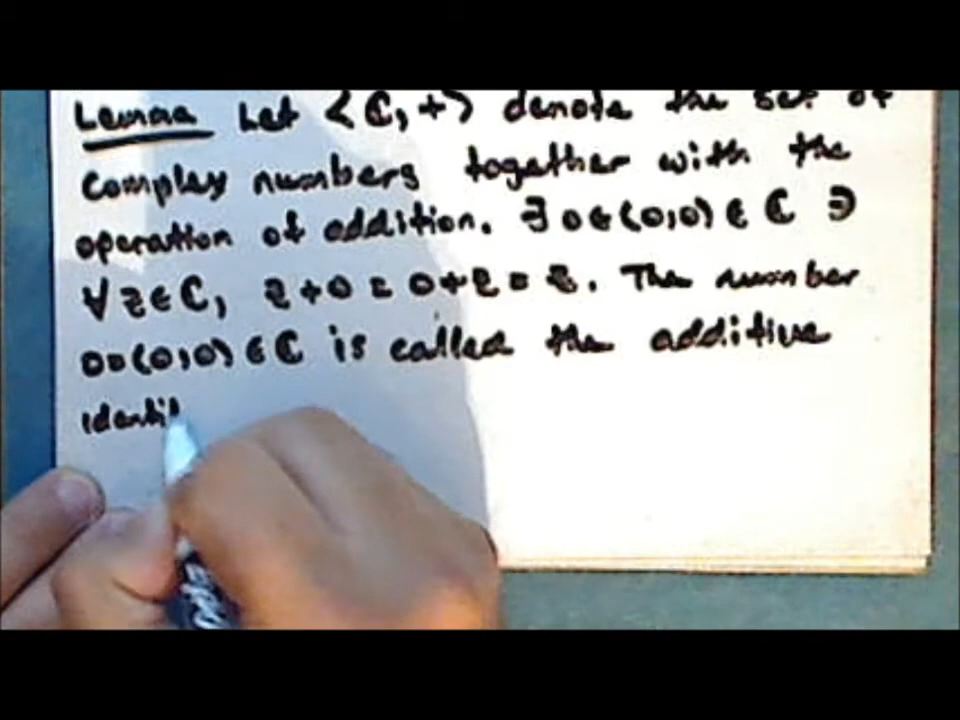 Lemma Let <ℂ, +> denote the set of
complex numbers together with the
operation of addition. ∃ 0 = (0,0) ∈ ℂ ∋
∀ z ∈ ℂ, z + 0 = 0 + z = z. The number
0 = (0,0) ∈ ℂ is called the additive
identit